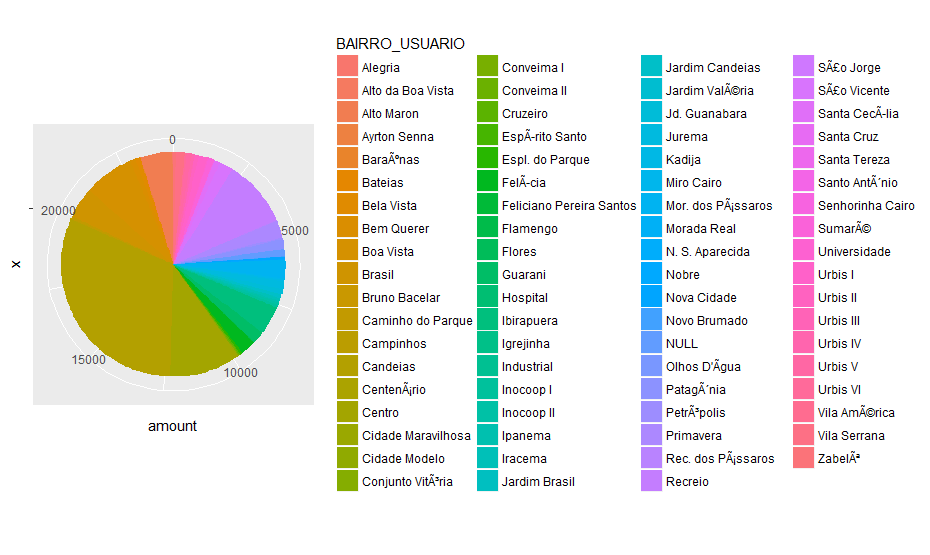 BAIRRO_USUARIO
Alegria
Alto da Boa Vista
Alto Maron
Ayrton Senna
Baraúnas
Bateias
Bela Vista
Bem Querer
Boa Vista
Brasil
Bruno Bacelar
Caminho do Parque
Campinhos
Candeias
CentenÃ¡rio
Centro
Cidade Maravilhosa
Cidade Modelo
Conjunto VitÃ³ria
Conveima I
Conveima II
Cruzeiro
EspÃ-rito Santo
Espl. do Parque
FelÃ-cia
Feliciano Pereira Santos
Flamengo
Flores
Guarani
Hospital
Ibirapuera
Igrejinha
Industrial
Inocoop I
Inocoop II
Ipanema
Iracema
Jardim Brasil
Jardim Candeias
Jardim ValÃ©ria
Jd. Guanabara
Jurema
Kadija
Miro Cairo
Mor. dos PÃ¡ssaros
Morada Real
N. S. Aparecida
Nobre
Nova Cidade
Novo Brumado
NULL
Olhos D'Água
PatagÃ´nia
PetrÃ³polis
Primavera
Rec. dos PÃ¡ssaros
Recreio
SÃ£o Jorge
SÃ£o Vicente
Santa CecÃ-lia
Santa Cruz
Santa Tereza
Santo AntÃ´nio
Senhorinha Cairo
SumarÃ©
Universidade
Urbis I
Urbis II
Urbis III
Urbis IV
Urbis V
Urbis VI
Vila AmÃ©rica
Vila Serrana
ZabelÃª
0
5000
10000
15000
20000
x
amount